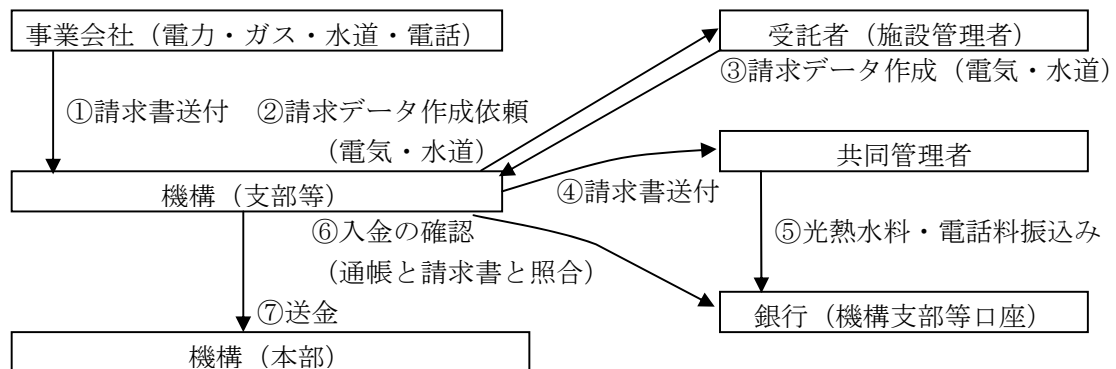 事業会社（電力・ガス・水道・電話）
受託者（施設管理者）
③請求データ作成（電気・水道）
①請求書送付　②請求データ作成依頼
（電気・水道）
共同管理者
機構（支部等）
④請求書送付
⑥入金の確認
⑤光熱水料・電話料振込み
（通帳と請求書と照合）
⑦送金
銀行（機構支部等口座）
機構（本部）